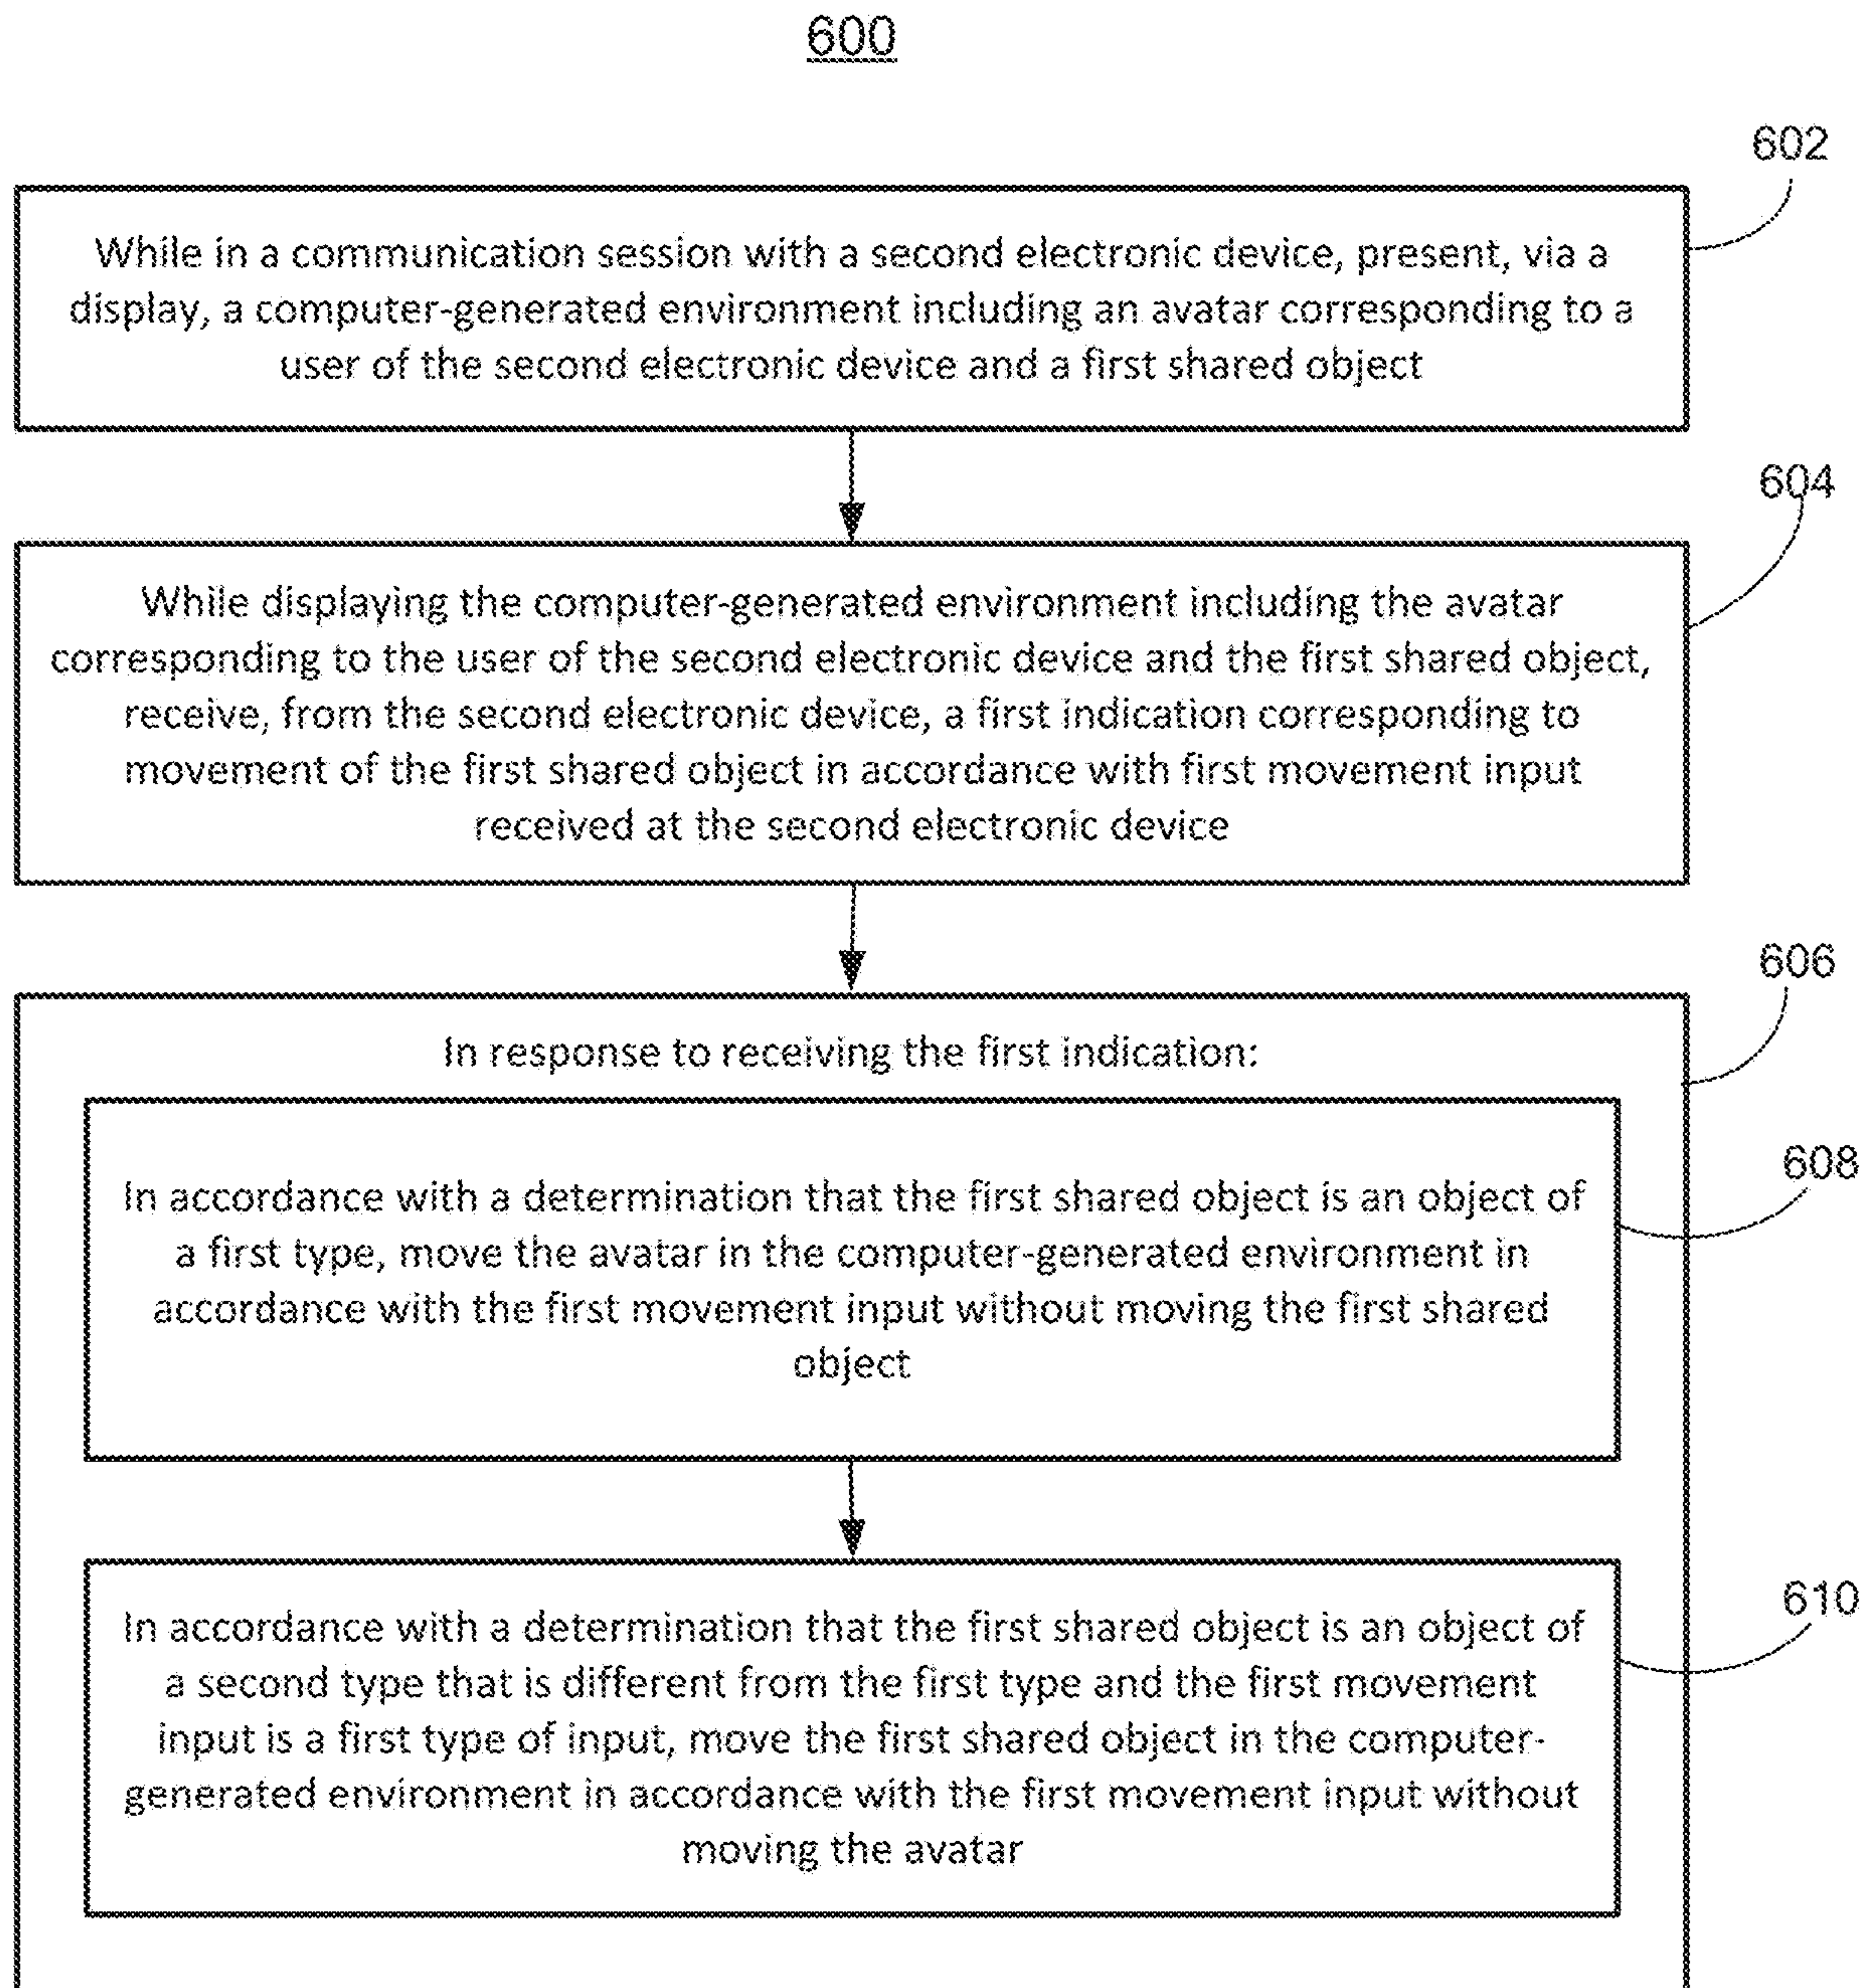 600
602
While in a communication session with a second electronic device, present, via a
display, a computer-generated environment including an avatar corresponding to a
user of the second electronic device and a first shared object
604
While displaying the computer-generated environment including the avatar
corresponding to the user of the second electronic device and the first shared object,
receive, from the second electronic device, a first indication corresponding to
movement of the first shared object in accordance with first movement input
received at the second electronic device
606
In response to receiving the first indication:
608
In accordance with a determination that the first shared object is an object of
a first type, move the avatar in the computer-generated environment in
accordance with the first movement input without moving the first shared
object
610
In accordance with a determination that the first shared object is an object of
a second type that is different from the first type and the first movement
input is a first type of input, move the first shared object in the computer-
generated environment in accordance with the first movement input without
moving the avatar